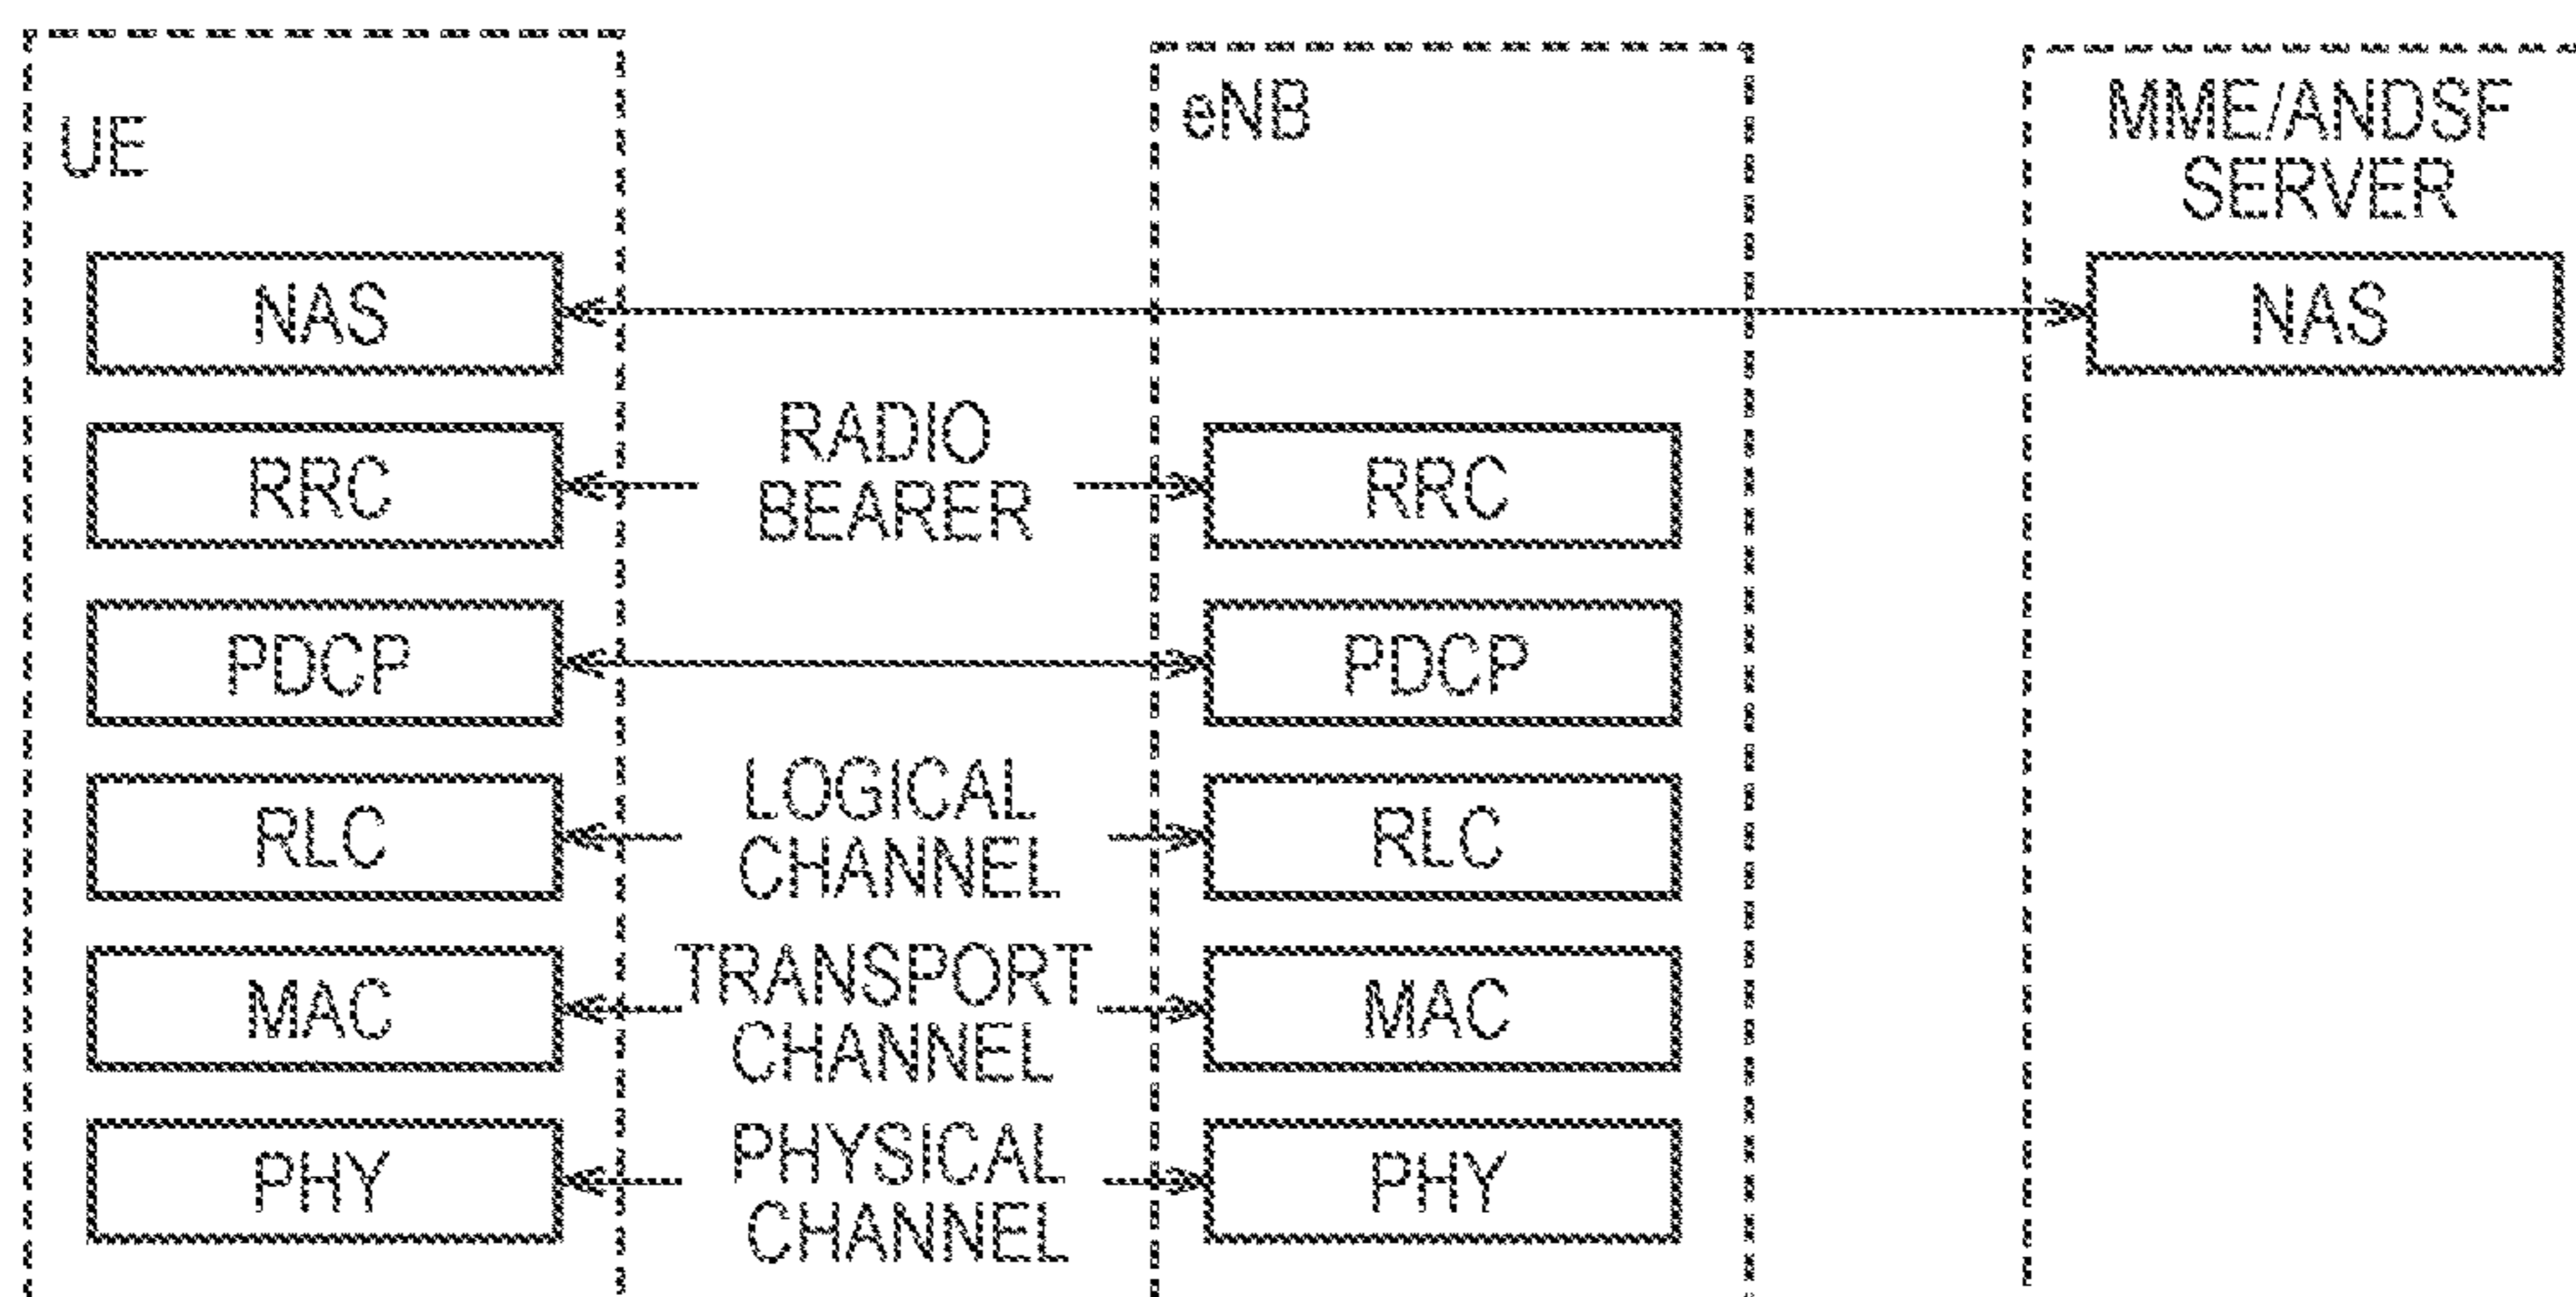 UE
eNB
MME/ANDSF
SERVER
NAS
NAS
RADIO
BEARER
RRC
RRC
PDCP
PDCP
LOGICAL
CHANNEL
RLC
RLC
TRANSPORT
CHANNEL
MAC
MAC
PHYSICAL
CHANNEL
PHY
PHY